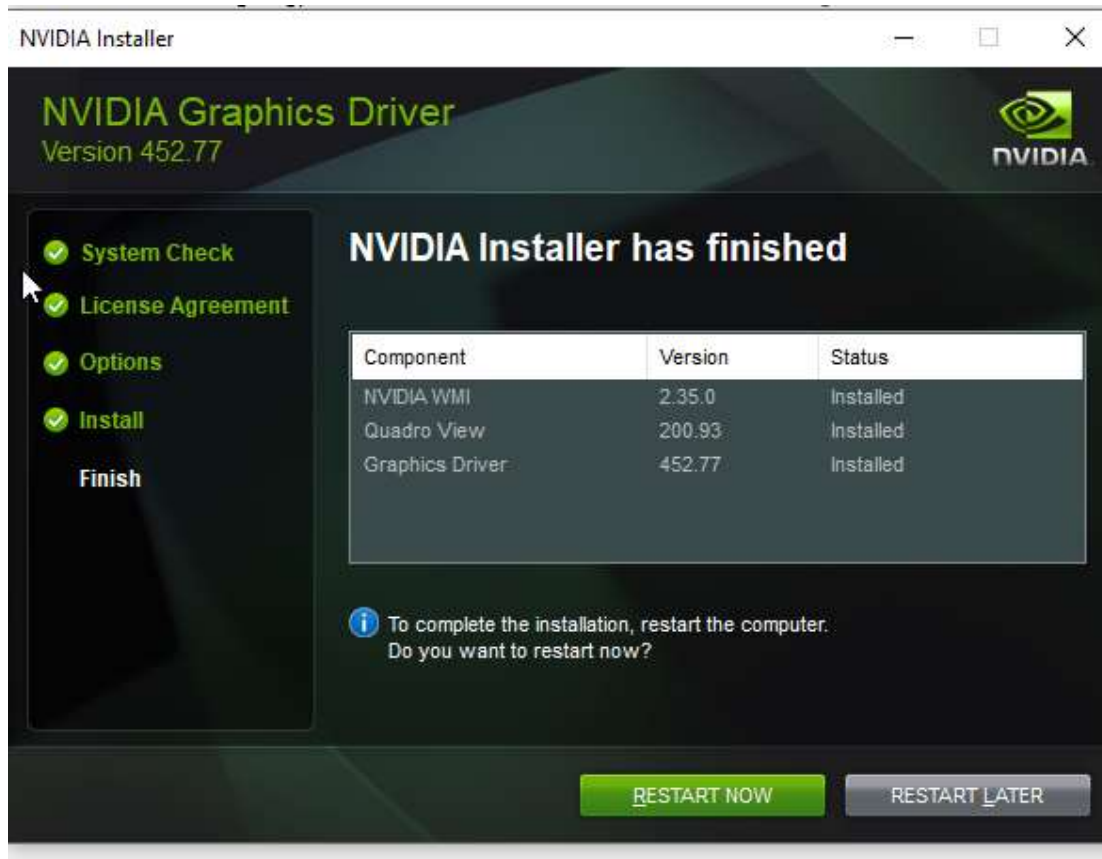 NVIDIA Installer
NVIDIA Graphics Driver
Version 452.77
NVIDIA
System Check
License Agreement
Options
Install
Finish
NVIDIA Installer has finished
Component Version Status
NVIDIA WMI 2.35.0 Installed
Quadro View 200.93 Installed
Graphics Driver 452.77 Installed
To complete the installation, restart the computer.
Do you want to restart now?
RESTART NOW
RESTART LATER